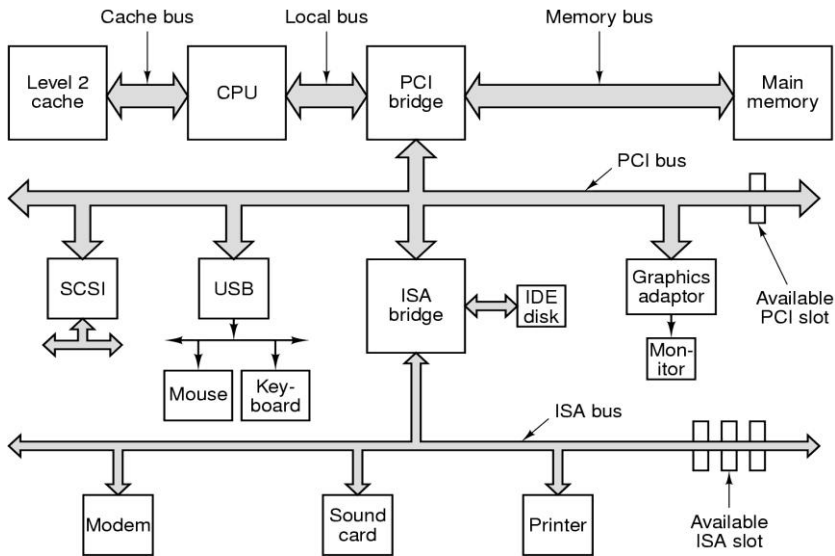 Cache bus
Local bus
Memory bus
Level 2
cache
CPU
PCI
bridge
Main
memory
PCI bus
SCSI
USB
ISA
bridge
IDE
disk
Graphics
adaptor
Available
PCI slot
Mon-
itor
Mouse
Key-
board
ISA bus
Modem
Sound
card
Printer
Available
ISA slot